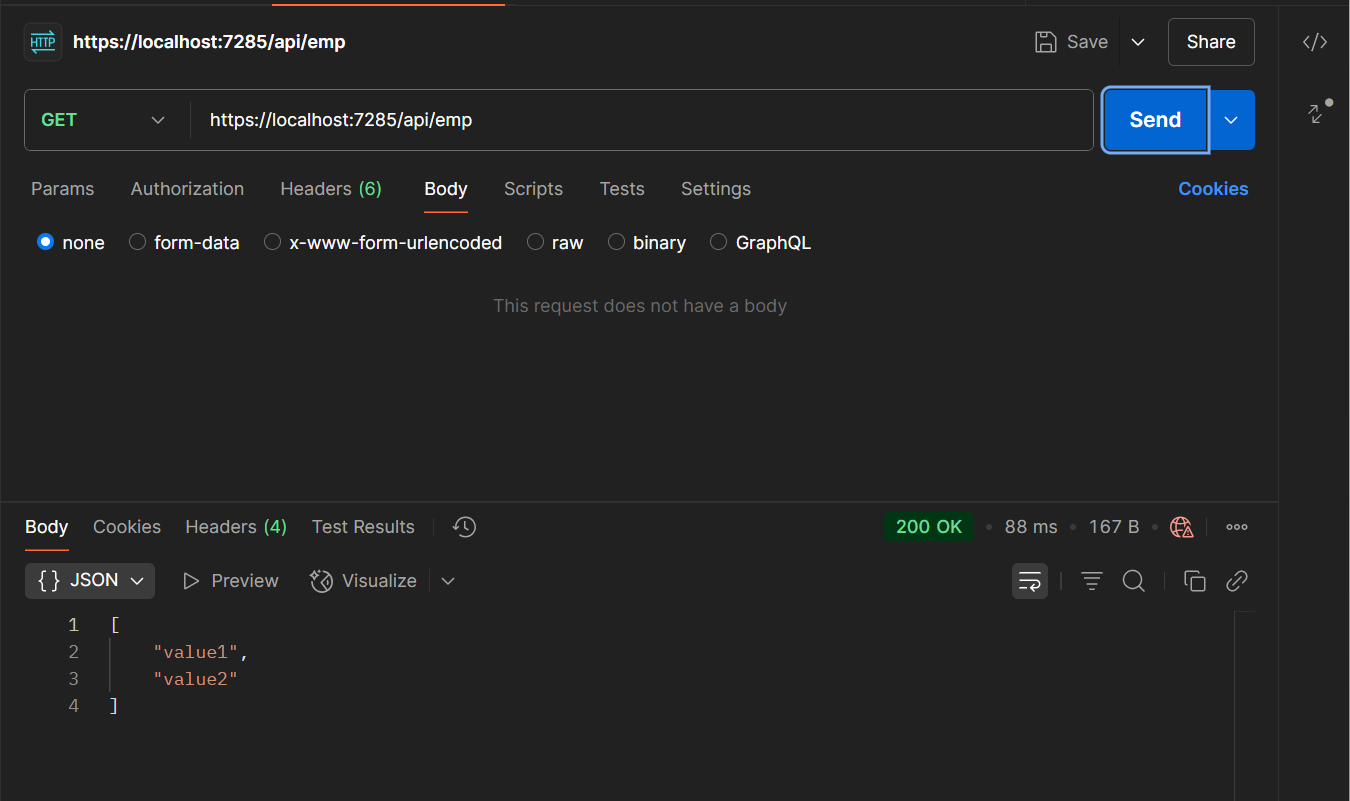 HTTP https://localhost:7285/api/emp Save Share </>
GET https://localhost:7285/api/emp Send
Params Authorization Headers (6) Body Scripts Tests Settings Cookies
none form-data x-www-form-urlencoded raw binary GraphQL
This request does not have a body
Body Cookies Headers (4) Test Results 200 OK • 88 ms • 167 B •
{} JSON Preview Visualize
1 [
2 "value1",
3 "value2"
4 ]